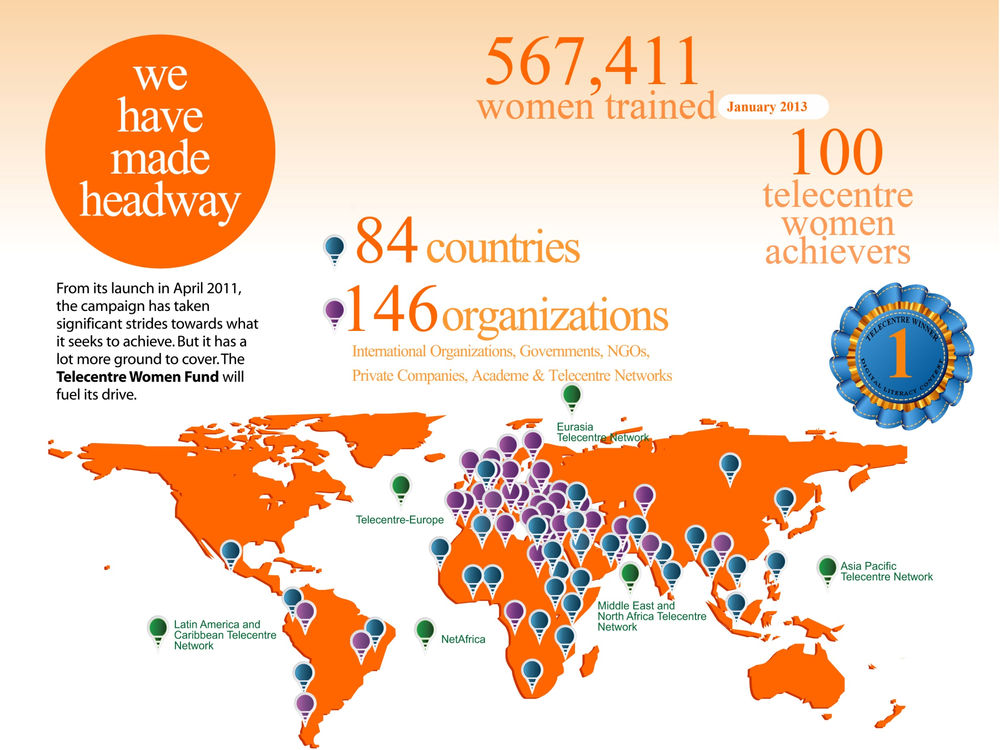 we
have
made
headway
567,411
women trained
January 2013
100
telecentre
women
achievers
84 countries
146 organizations
International Organizations, Governments, NGOs,
Private Companies, Academe & Telecentre Networks
From its launch in April 2011,
the campaign has taken
significant strides towards what
it seeks to achieve. But it has a
lot more ground to cover. The
Telecentre Women Fund will
fuel its drive.
TELECENTRE WINNER
1
DIGITAL LITERACY CONTEST
Eurasia
Telecentre Network
Telecentre-Europe
Asia Pacific
Telecentre Network
Middle East and
North Africa Telecentre
Network
Latin America and
Caribbean Telecentre
Network
NetAfrica